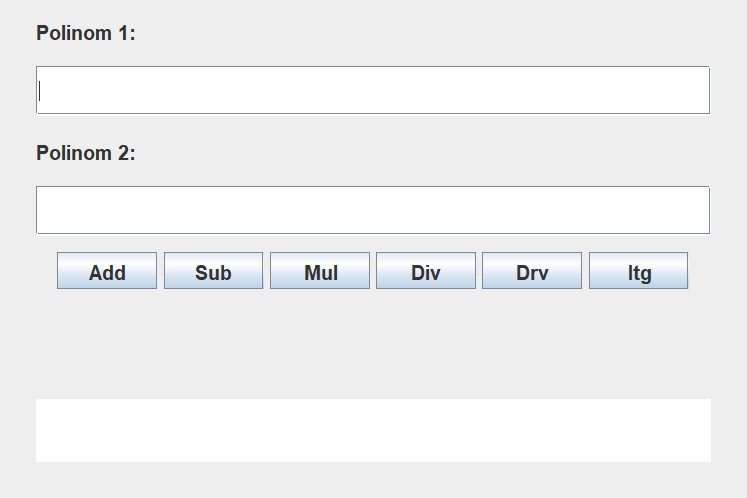 Polinom 1:
Polinom 2:
Add Sub Mul Div Drv Itg